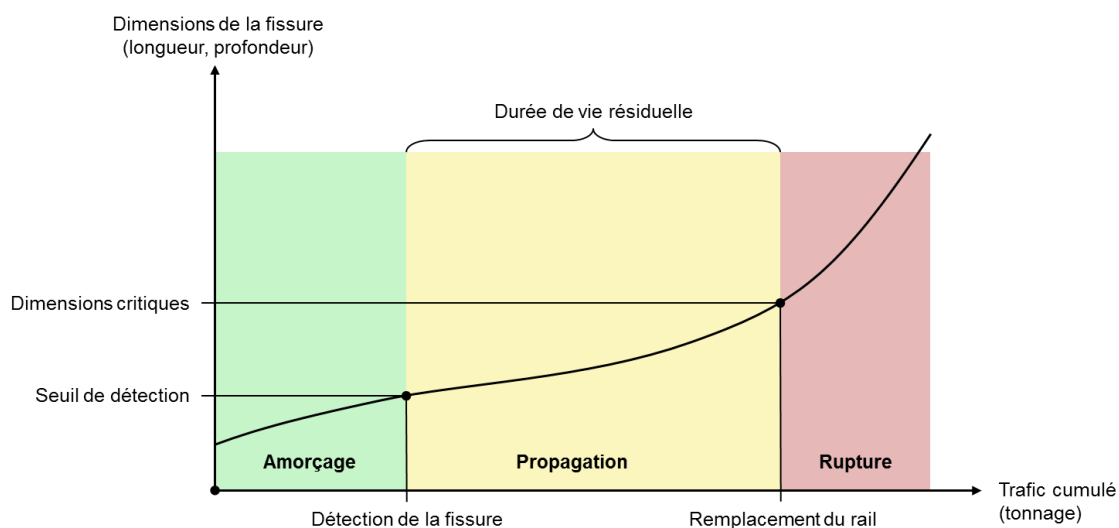 Dimensions de la fissure
(longueur, profondeur)
Durée de vie résiduelle
Dimensions critiques
Seuil de détection
Amorçage
Propagation
Rupture
Trafic cumulé
(tonnage)
Détection de la fissure
Remplacement du rail